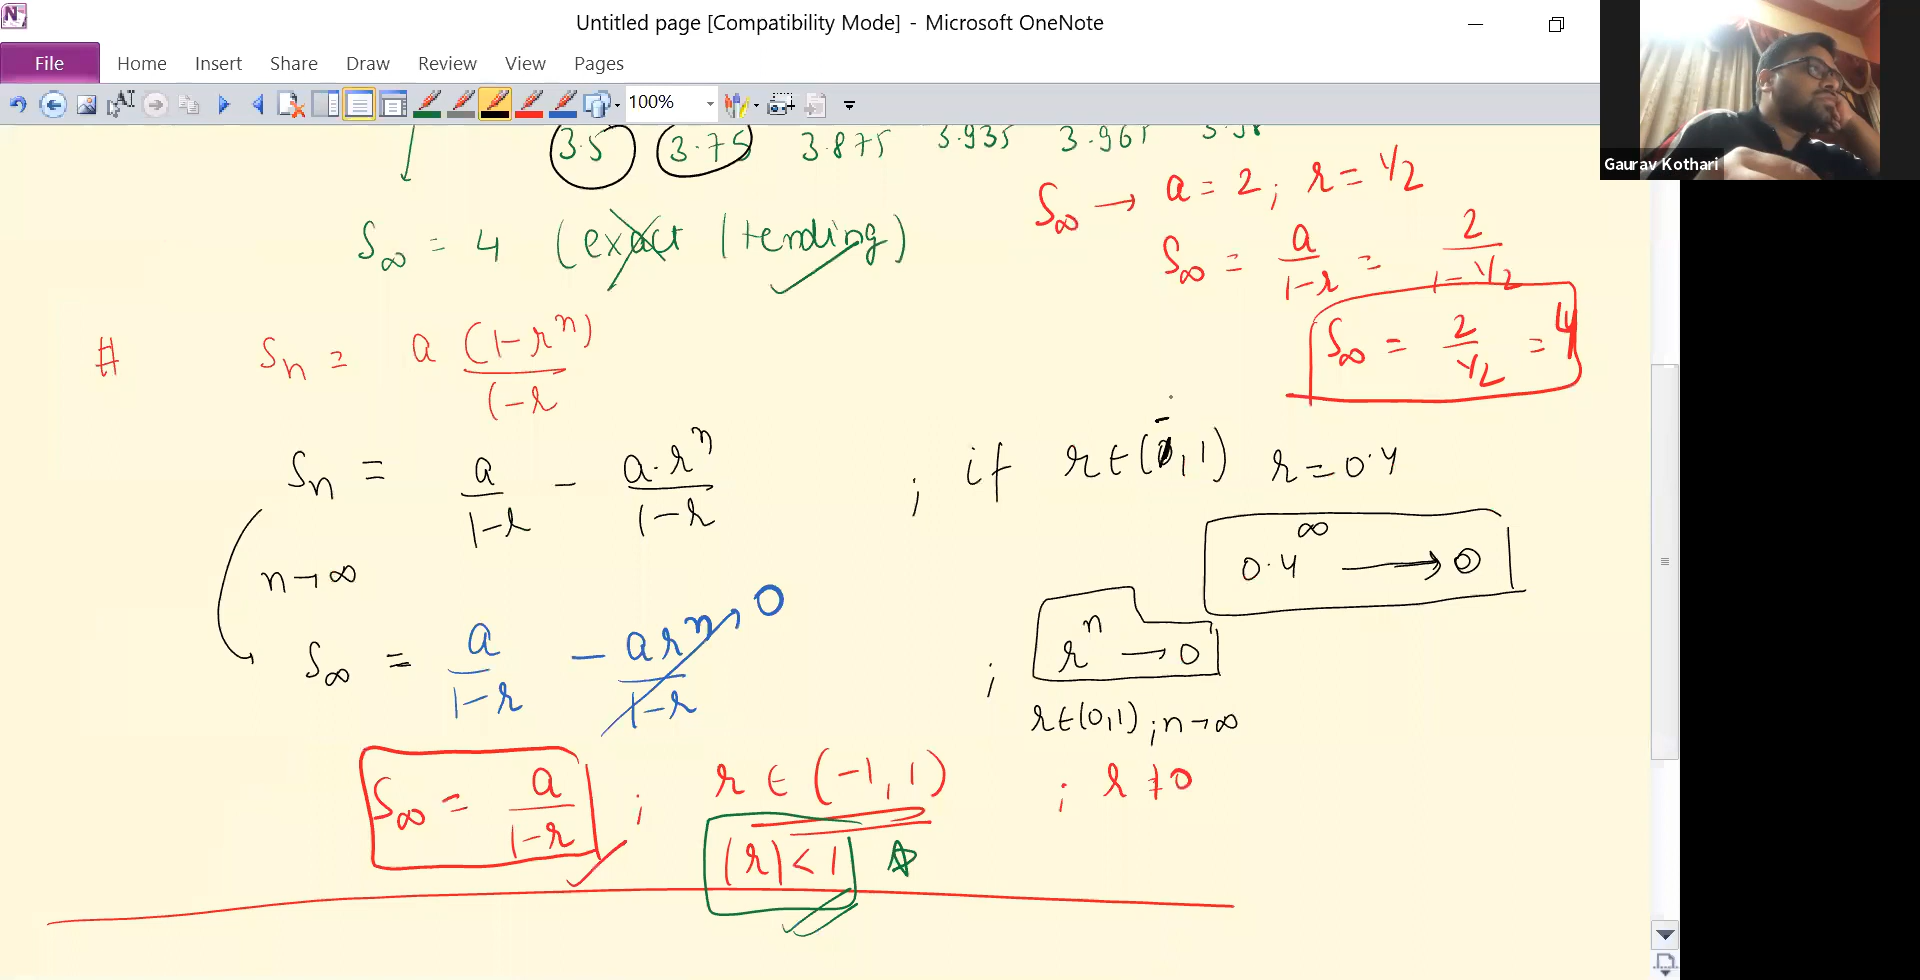 Untitled page [Compatibility Mode] - Microsoft OneNote
File Home Insert Share Draw Review View Pages
100%
Gaurav Kothari
3.5 3.75 3.875 3.935 3.965
S∞ → a = 2 ; r = 1/2
S∞ = 4 (exact / tending)
S∞ = a/(1-r) = 2/(1-1/2)
S∞ = 2/(1/2) = 4
# Sn = a (1-r^n)/(1-r)
Sn = a/(1-r) - a.r^n/(1-r) ; if r∈( ,1) r = 0.4
0.4^∞ → 0
n→∞
S∞ = a/(1-r) - ar^n/(1-r) → 0 ; r^n → 0
r∈(0,1) ; n→∞
S∞ = a/(1-r) ; r ∈ (-1, 1) ; r ≠ 0
|r| < 1